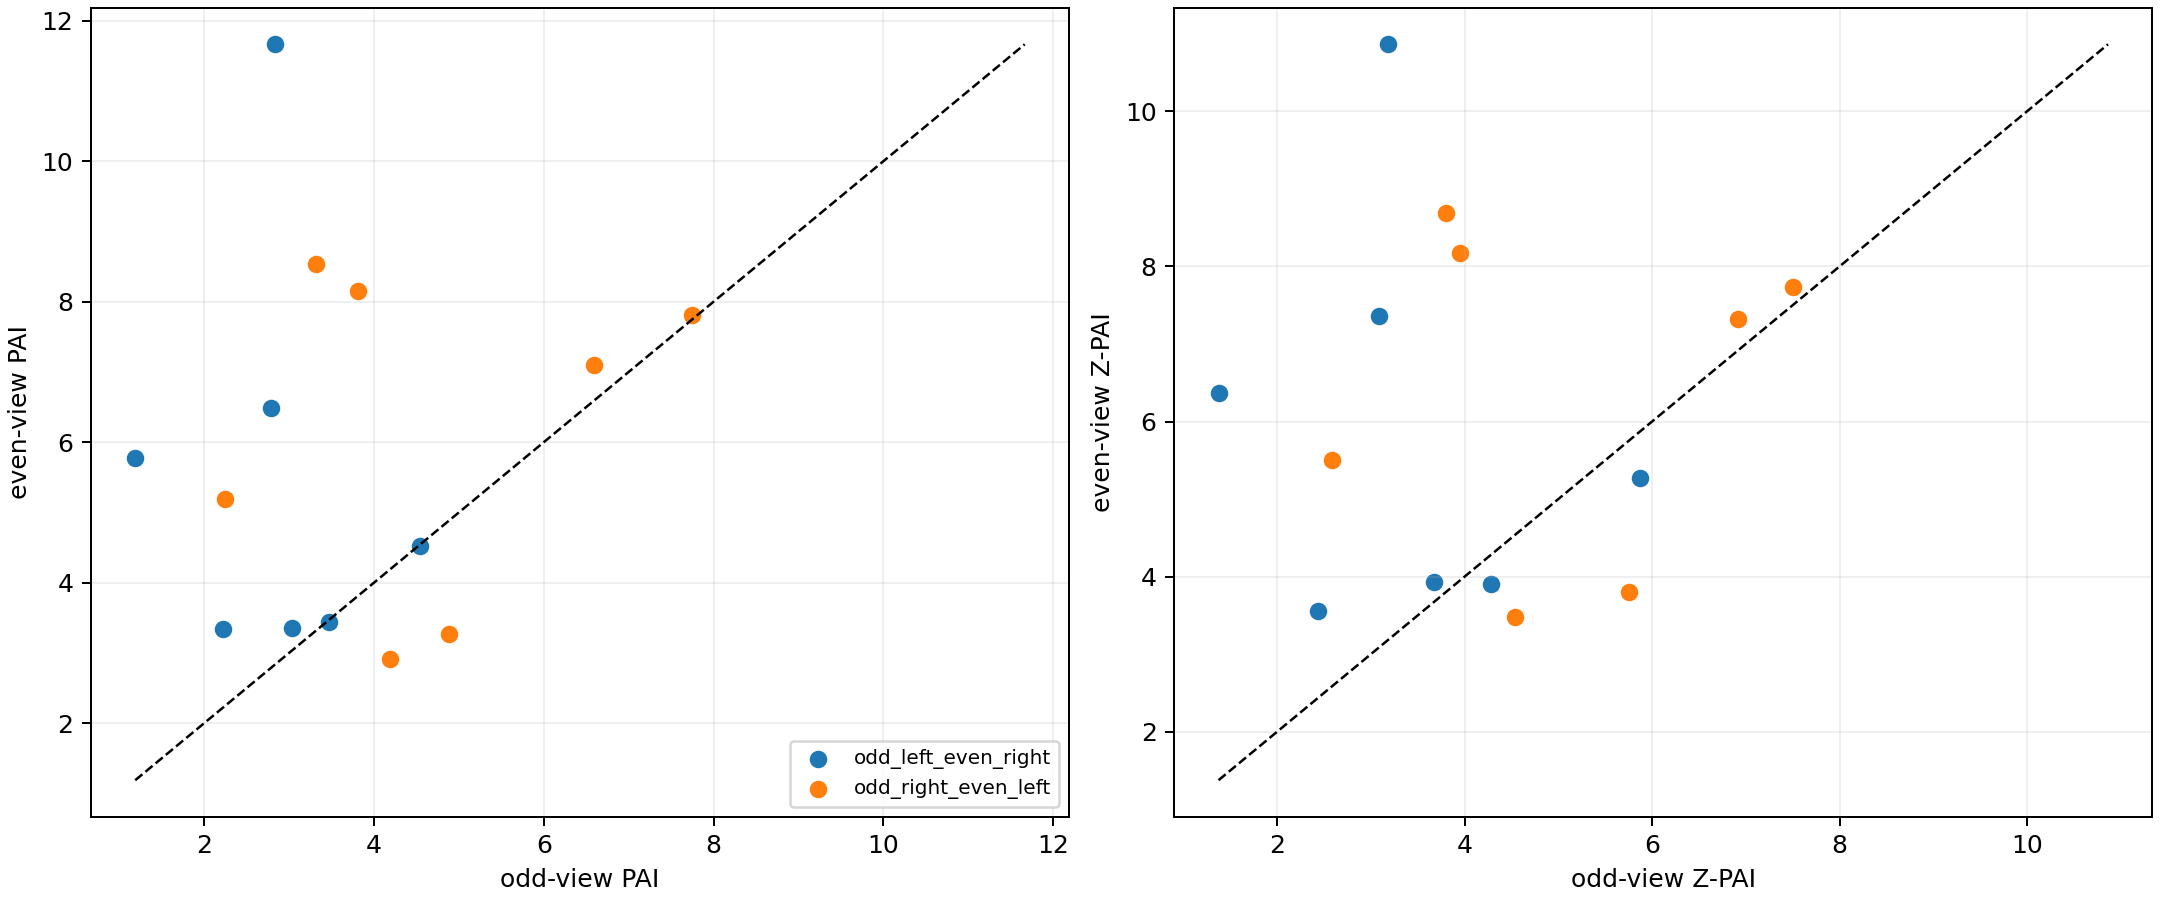 12
10
8
6
4
2
even-view PAI
2 4 6 8 10 12
odd-view PAI
odd_left_even_right
odd_right_even_left
10
8
6
4
2
even-view Z-PAI
2 4 6 8 10
odd-view Z-PAI